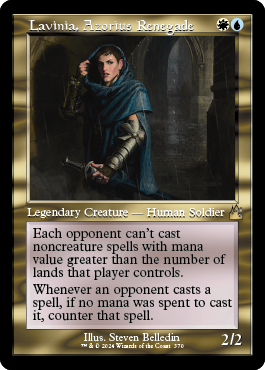 Lavinia, Azorius Renegade
Legendary Creature — Human Soldier
Each opponent can't cast
noncreature spells with mana
value greater than the number of
lands that player controls.
Whenever an opponent casts a
spell, if no mana was spent to cast
it, counter that spell.
Illus. Steven Belledin
2/2
™ & © 2024 Wizards of the Coast 370